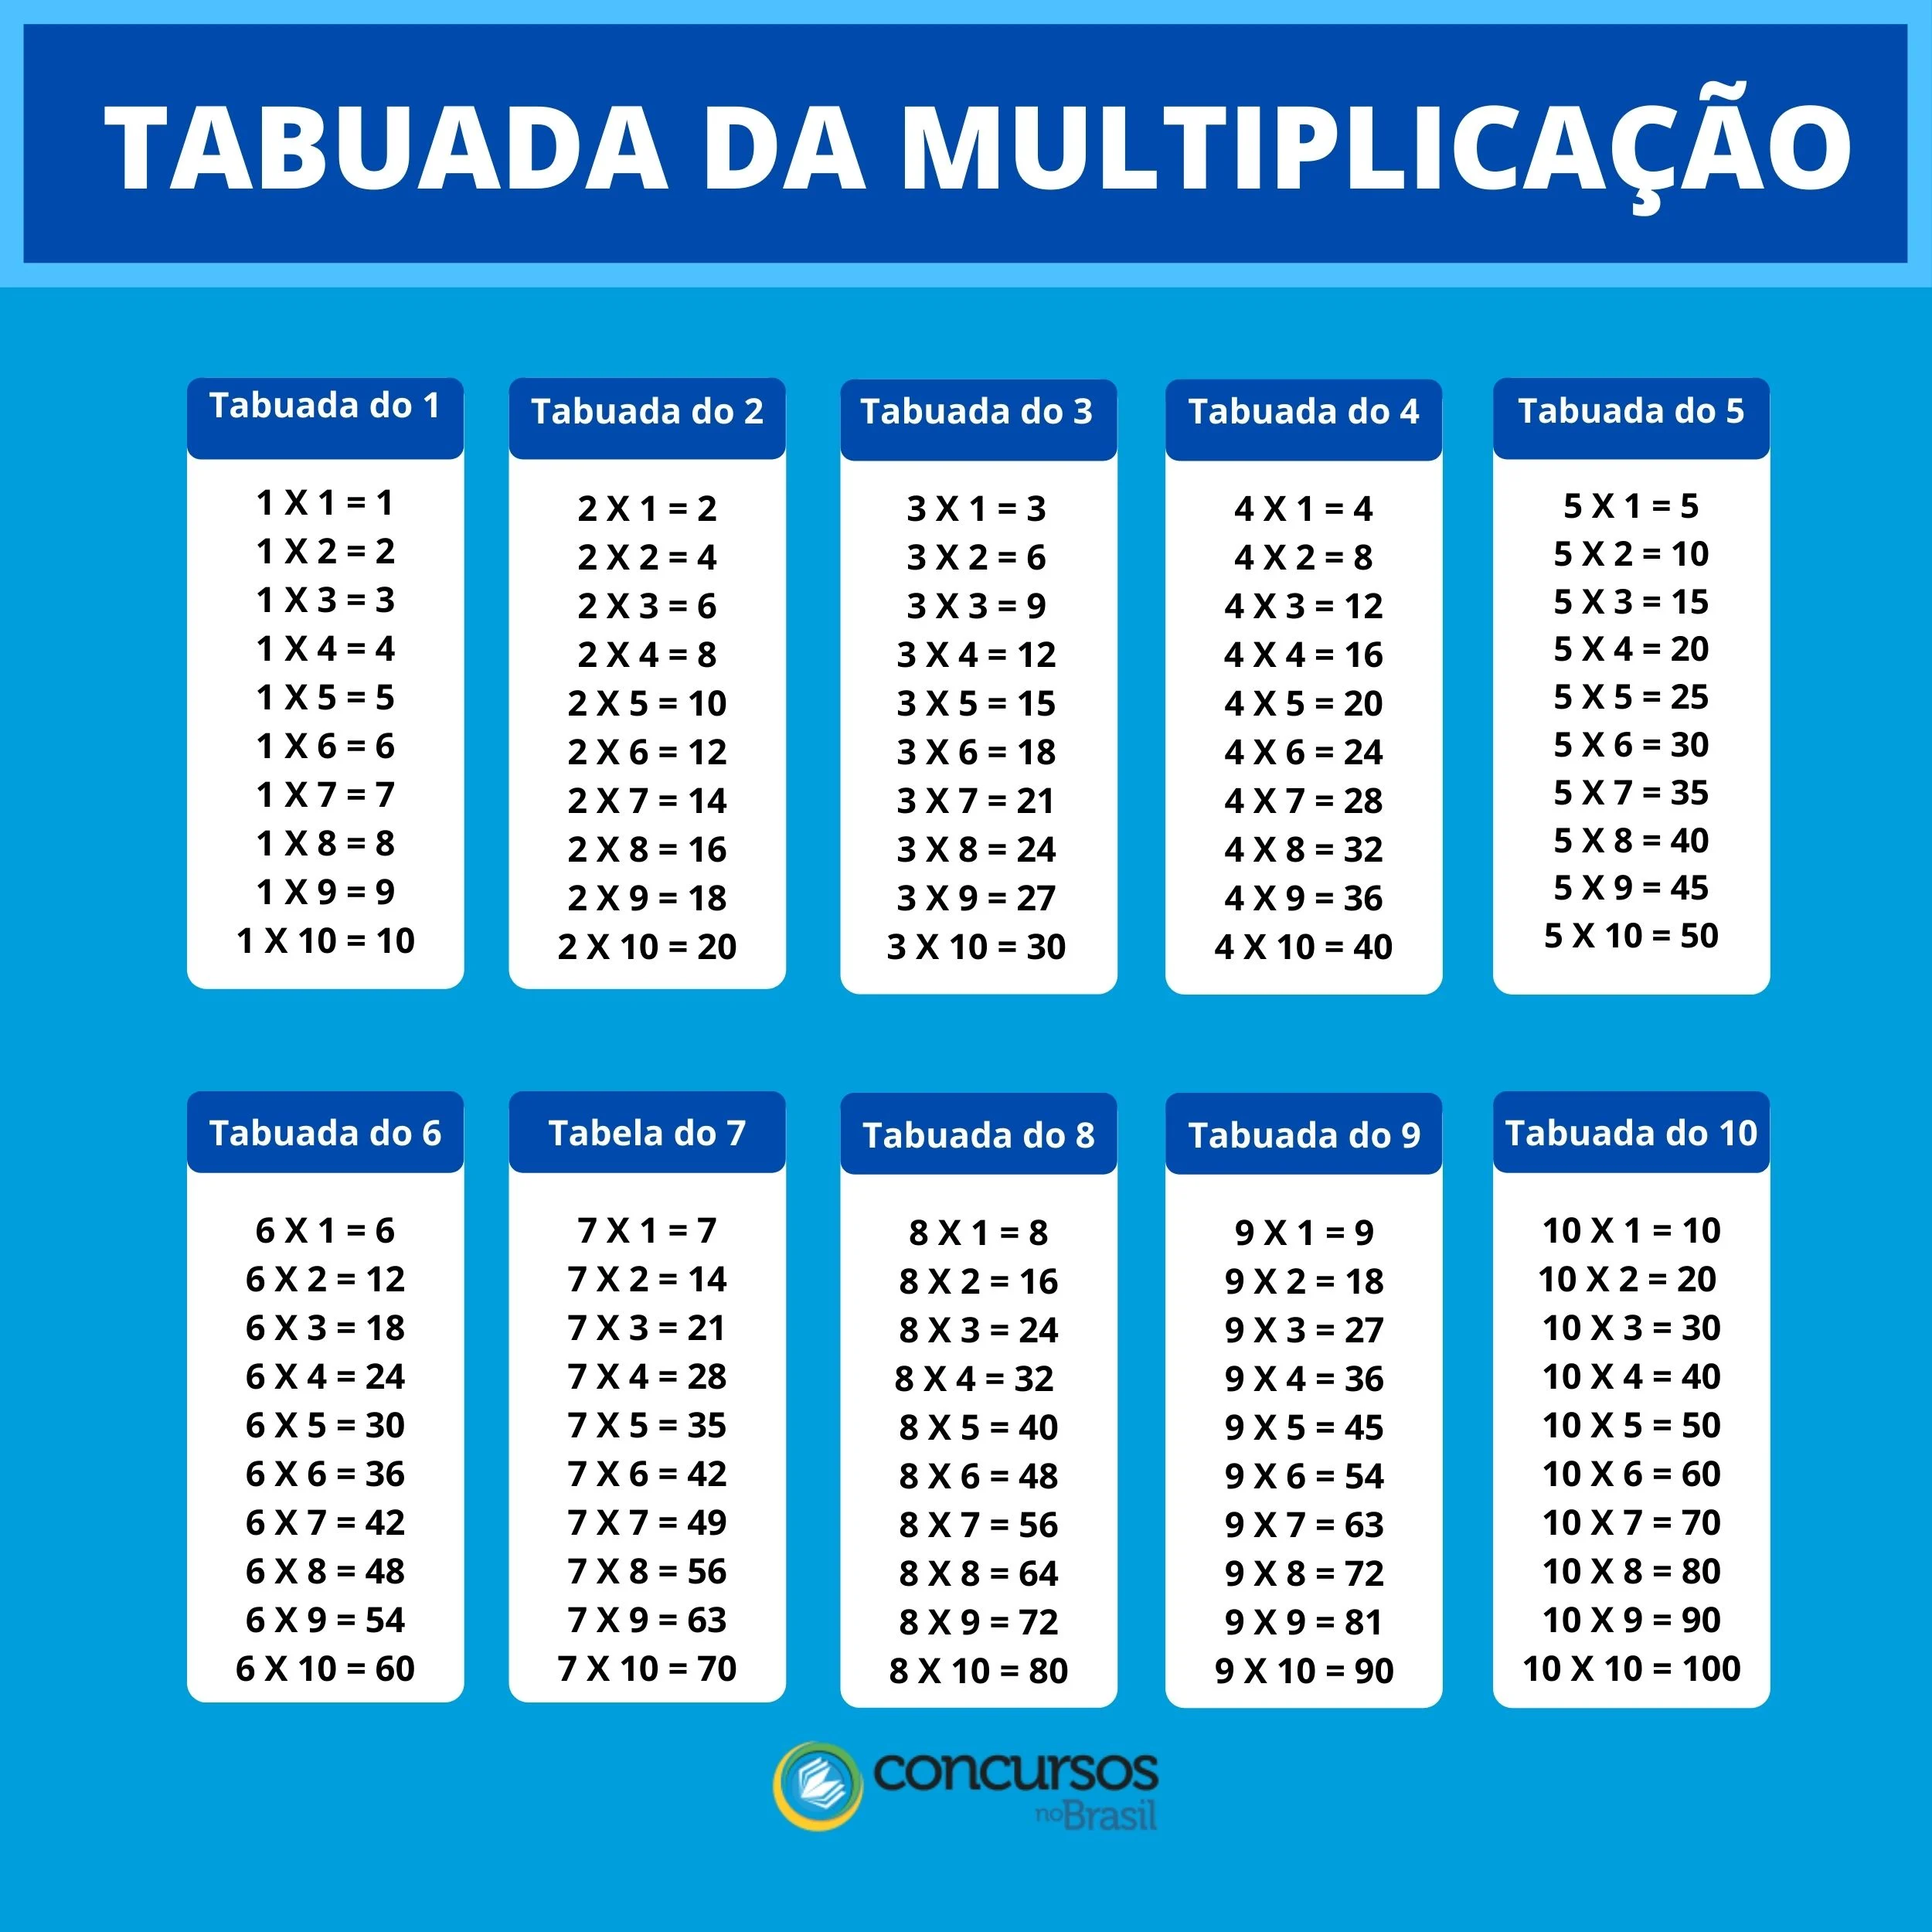 TABUADA DA MULTIPLICAÇÃO
Tabuada do 1
1 X 1 = 1
1 X 2 = 2
1 X 3 = 3
1 X 4 = 4
1 X 5 = 5
1 X 6 = 6
1 X 7 = 7
1 X 8 = 8
1 X 9 = 9
1 X 10 = 10
Tabuada do 2
2 X 1 = 2
2 X 2 = 4
2 X 3 = 6
2 X 4 = 8
2 X 5 = 10
2 X 6 = 12
2 X 7 = 14
2 X 8 = 16
2 X 9 = 18
2 X 10 = 20
Tabuada do 3
3 X 1 = 3
3 X 2 = 6
3 X 3 = 9
3 X 4 = 12
3 X 5 = 15
3 X 6 = 18
3 X 7 = 21
3 X 8 = 24
3 X 9 = 27
3 X 10 = 30
Tabuada do 4
4 X 1 = 4
4 X 2 = 8
4 X 3 = 12
4 X 4 = 16
4 X 5 = 20
4 X 6 = 24
4 X 7 = 28
4 X 8 = 32
4 X 9 = 36
4 X 10 = 40
Tabuada do 5
5 X 1 = 5
5 X 2 = 10
5 X 3 = 15
5 X 4 = 20
5 X 5 = 25
5 X 6 = 30
5 X 7 = 35
5 X 8 = 40
5 X 9 = 45
5 X 10 = 50
Tabuada do 6
6 X 1 = 6
6 X 2 = 12
6 X 3 = 18
6 X 4 = 24
6 X 5 = 30
6 X 6 = 36
6 X 7 = 42
6 X 8 = 48
6 X 9 = 54
6 X 10 = 60
Tabela do 7
7 X 1 = 7
7 X 2 = 14
7 X 3 = 21
7 X 4 = 28
7 X 5 = 35
7 X 6 = 42
7 X 7 = 49
7 X 8 = 56
7 X 9 = 63
7 X 10 = 70
Tabuada do 8
8 X 1 = 8
8 X 2 = 16
8 X 3 = 24
8 X 4 = 32
8 X 5 = 40
8 X 6 = 48
8 X 7 = 56
8 X 8 = 64
8 X 9 = 72
8 X 10 = 80
Tabuada do 9
9 X 1 = 9
9 X 2 = 18
9 X 3 = 27
9 X 4 = 36
9 X 5 = 45
9 X 6 = 54
9 X 7 = 63
9 X 8 = 72
9 X 9 = 81
9 X 10 = 90
Tabuada do 10
10 X 1 = 10
10 X 2 = 20
10 X 3 = 30
10 X 4 = 40
10 X 5 = 50
10 X 6 = 60
10 X 7 = 70
10 X 8 = 80
10 X 9 = 90
10 X 10 = 100
concursos
noBrasil